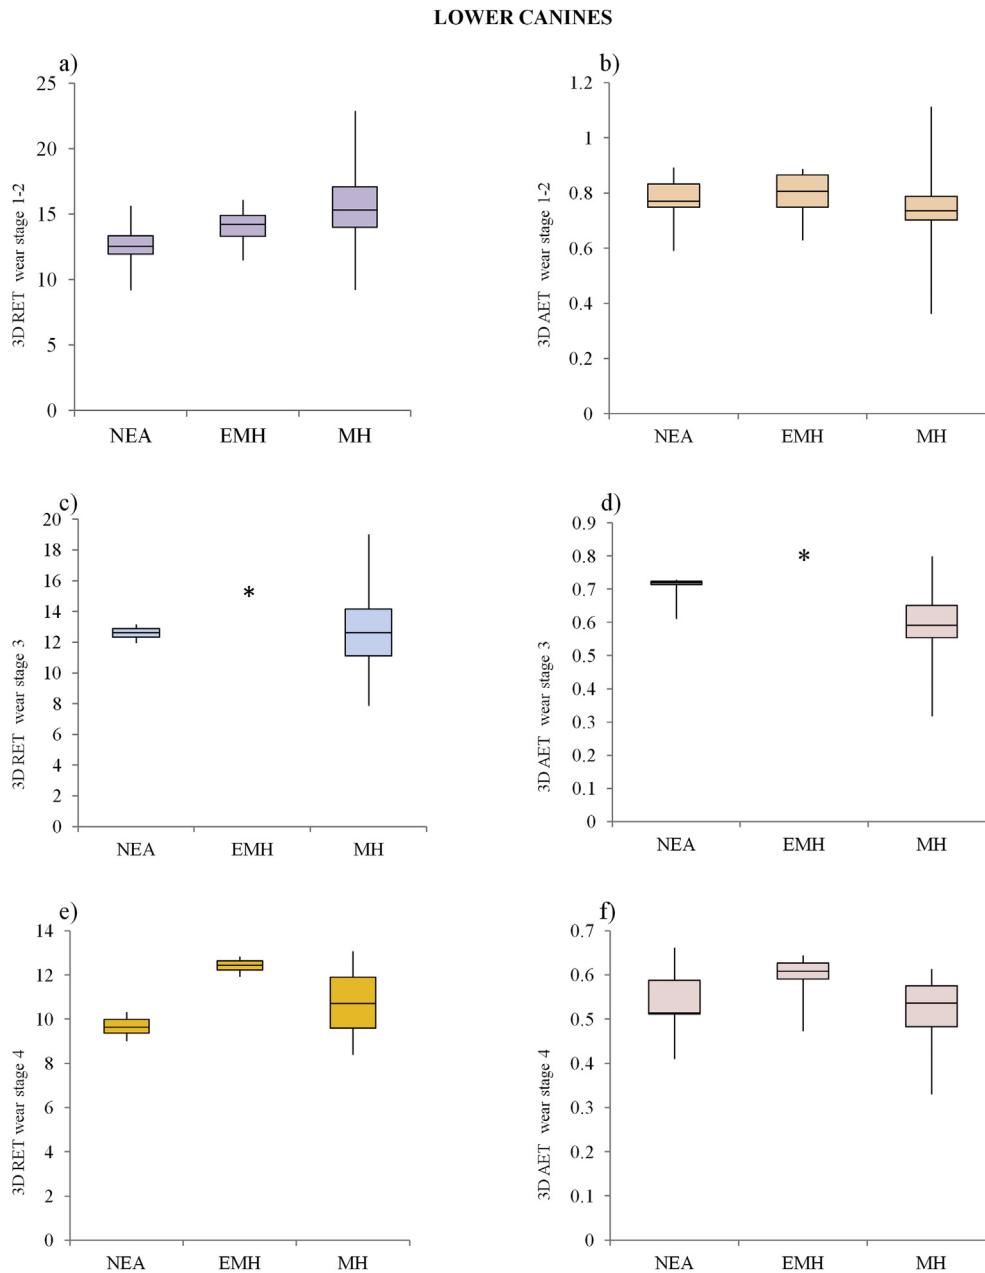 LOWER CANINES
a)
25
20
15
10
5
0
3D RET wear stage 1-2
NEA EMH MH
b)
1.2
1
0.8
0.6
0.4
0.2
0
3D AET wear stage 1-2
NEA EMH MH
c)
20
18
16
14
12
10
8
6
4
2
0
3D RET wear stage 3
*
NEA EMH MH
d)
0.9
0.8
0.7
0.6
0.5
0.4
0.3
0.2
0.1
0
3D AET wear stage 3
*
NEA EMH MH
e)
14
12
10
8
6
4
2
0
3D RET wear stage 4
NEA EMH MH
f)
0.7
0.6
0.5
0.4
0.3
0.2
0.1
0
3D AET wear stage 4
NEA EMH MH